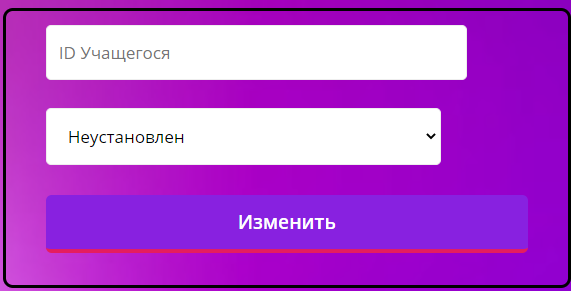 ID Учащегося
Неустановлен
Изменить